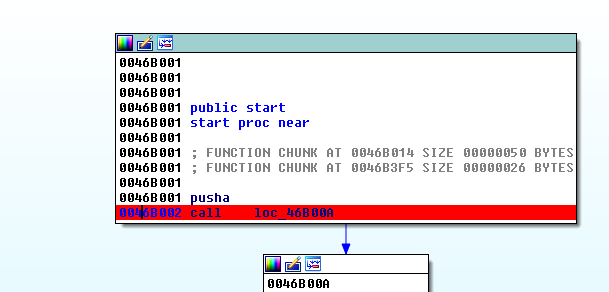 0046B001
0046B001
0046B001
0046B001 public start
0046B001 start proc near
0046B001
0046B001 ; FUNCTION CHUNK AT 0046B014 SIZE 00000050 BYTES
0046B001 ; FUNCTION CHUNK AT 0046B3F5 SIZE 00000026 BYTES
0046B001
0046B001 pusha
0046B002 call    loc_46B00A
0046B00A